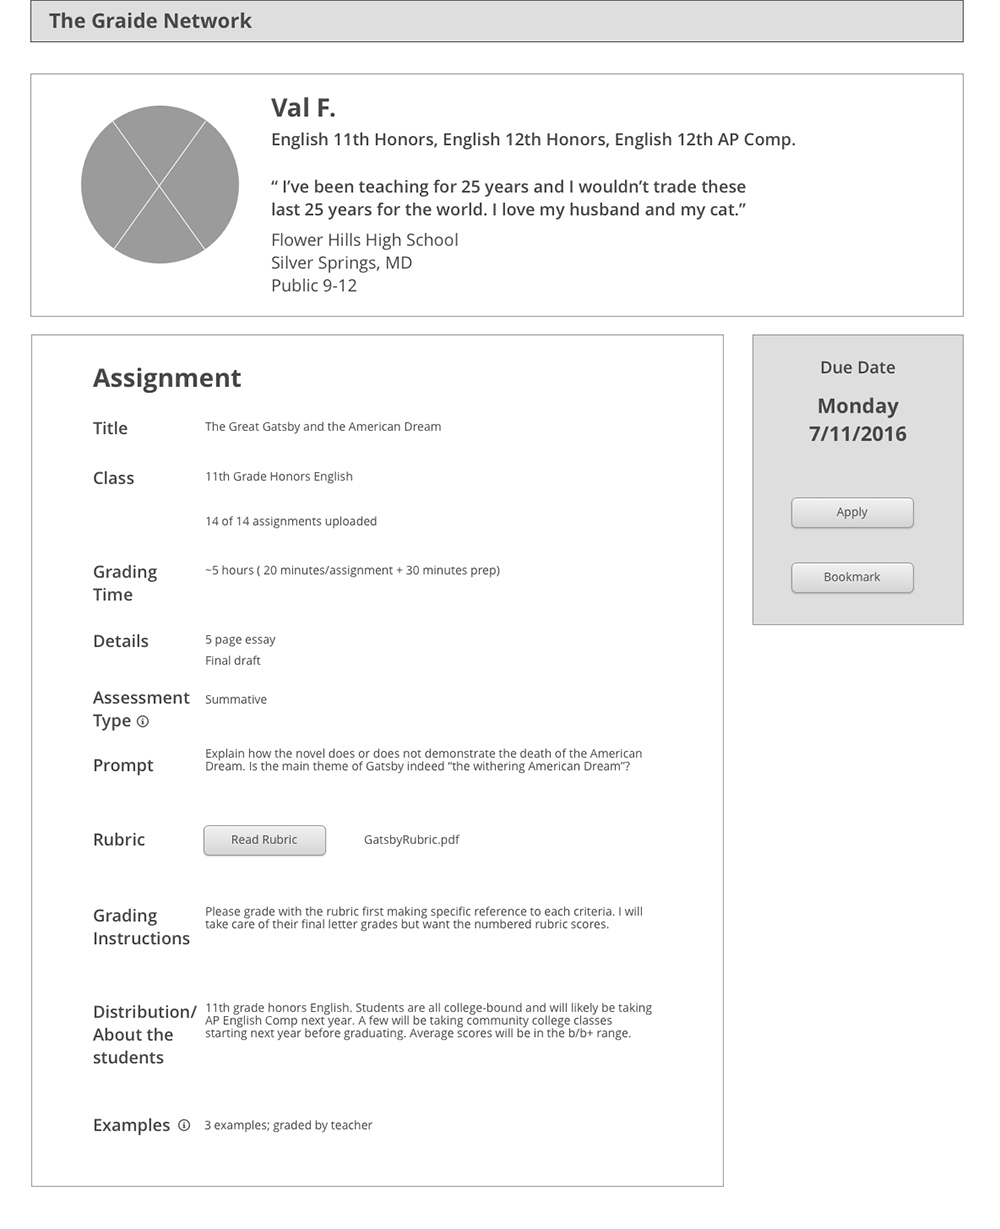 The Graide Network
Val F.
English 11th Honors, English 12th Honors, English 12th AP Comp.
“ I’ve been teaching for 25 years and I wouldn’t trade these
last 25 years for the world. I love my husband and my cat.”
Flower Hills High School
Silver Springs, MD
Public 9-12
Assignment
Title
The Great Gatsby and the American Dream
Class
11th Grade Honors English
14 of 14 assignments uploaded
Grading
Time
~5 hours ( 20 minutes/assignment + 30 minutes prep)
Details
5 page essay
Final draft
Assessment
Type
Summative
Prompt
Explain how the novel does or does not demonstrate the death of the American
Dream. Is the main theme of Gatsby indeed “the withering American Dream”?
Rubric
Read Rubric
GatsbyRubric.pdf
Grading
Instructions
Please grade with the rubric first making specific reference to each criteria. I will
take care of their final letter grades but want the numbered rubric scores.
Distribution/
About the
students
11th grade honors English. Students are all college-bound and will likely be taking
AP English Comp next year. A few will be taking community college classes
starting next year before graduating. Average scores will be in the b/b+ range.
Examples
3 examples; graded by teacher
Due Date
Monday
7/11/2016
Apply
Bookmark